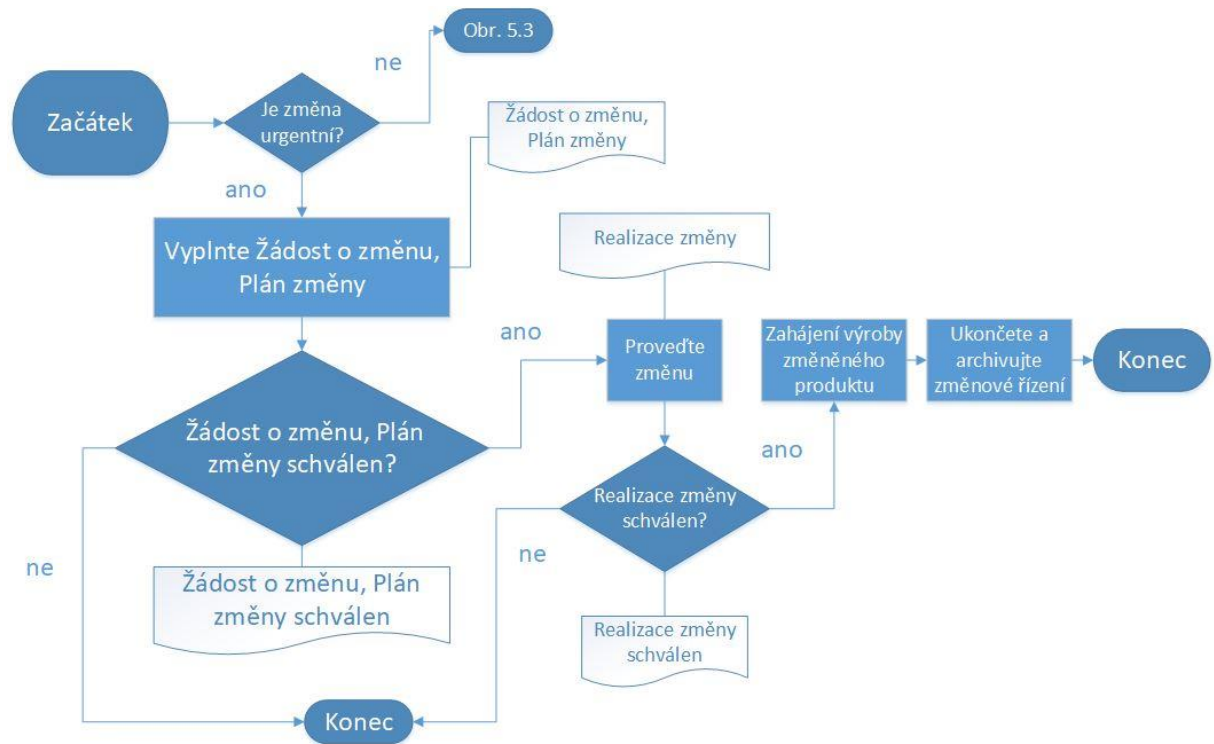 Obr. 5.3
ne
Začátek
Je změna
urgentní?
Žádost o změnu,
Plán změny
ano
Vyplnte Žádost o změnu,
Plán změny
Realizace změny
ano
Proveďte
změnu
Zahájení výroby
změněného
produktu
Ukončete a
archivujte
změnové řízení
Konec
Žádost o změnu, Plán
změny schválen?
ano
Realizace změny
schválen?
ne
ne
Žádost o změnu, Plán
změny schválen
Realizace změny
schválen
Konec